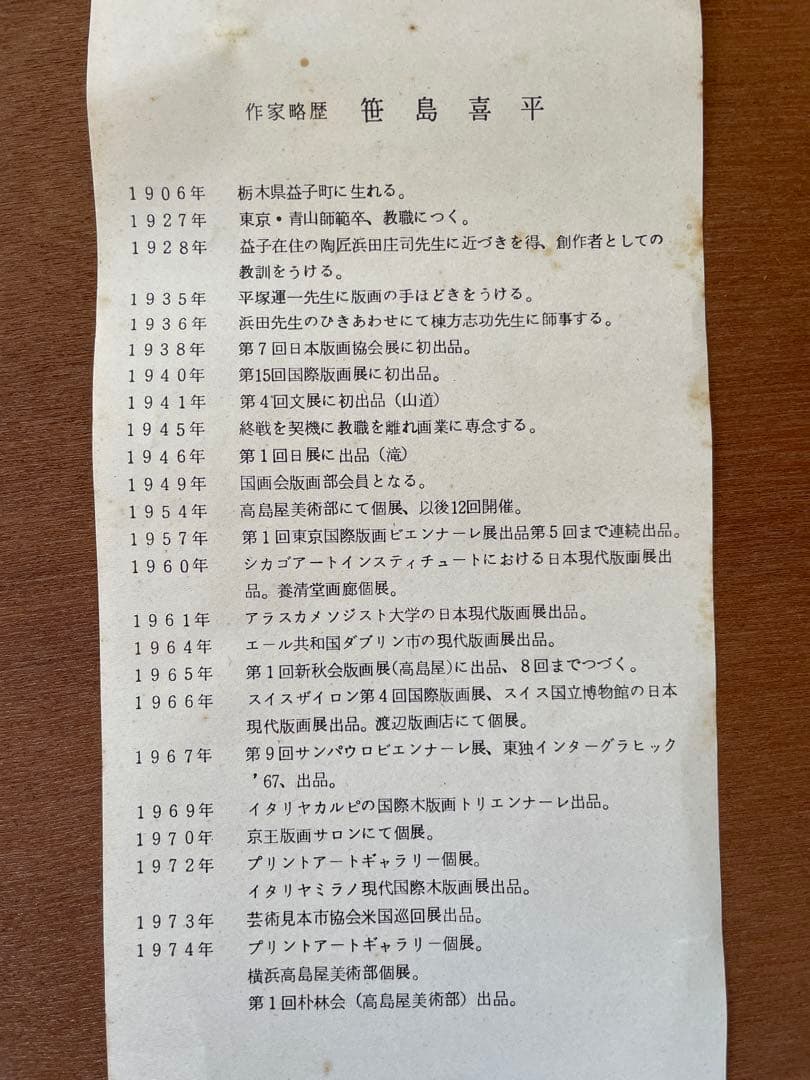 作家略歴 笹島喜平
1906年 栃木県益子町に生れる。
1927年 東京・青山師範卒、教職につく。
1928年 益子在住の陶匠浜田庄司先生に近づきを得、創作者としての
教訓をうける。
1935年 平塚運一先生に版画の手ほどきをうける。
1936年 浜田先生のひきあわせにて棟方志功先生に師事する。
1938年 第7回日本版画協会展に初出品。
1940年 第15回国際版画展に初出品。
1941年 第4回文展に初出品（山道）
1945年 終戦を契機に教職を離れ画業に専念する。
1946年 第1回日展に出品（滝）
1949年 国画会版画部会員となる。
1954年 高島屋美術部にて個展、以後12回開催。
1957年 第1回東京国際版画ビエンナーレ展出品第5回まで連続出品。
1960年 シカゴアートインスティチュートにおける日本現代版画展出
品。養清堂画廊個展。
1961年 アラスカメソジスト大学の日本現代版画展出品。
1964年 エール共和国ダブリン市の現代版画展出品。
1965年 第1回新秋会版画展(高島屋)に出品、8回までつづく。
1966年 スイスザイロン第4回国際版画展、スイス国立博物館の日本
現代版画展出品。渡辺版画店にて個展。
1967年 第9回サンパウロビエンナーレ展、東独インターグラヒック
’67、出品。
1969年 イタリヤカルピの国際木版画トリエンナーレ出品。
1970年 京王版画サロンにて個展。
1972年 プリントアートギャラリー個展。
イタリヤミラノ現代国際木版画展出品。
1973年 芸術見本市協会米国巡回展出品。
1974年 プリントアートギャラリー個展。
横浜高島屋美術部個展。
第1回朴林会（高島屋美術部）出品。